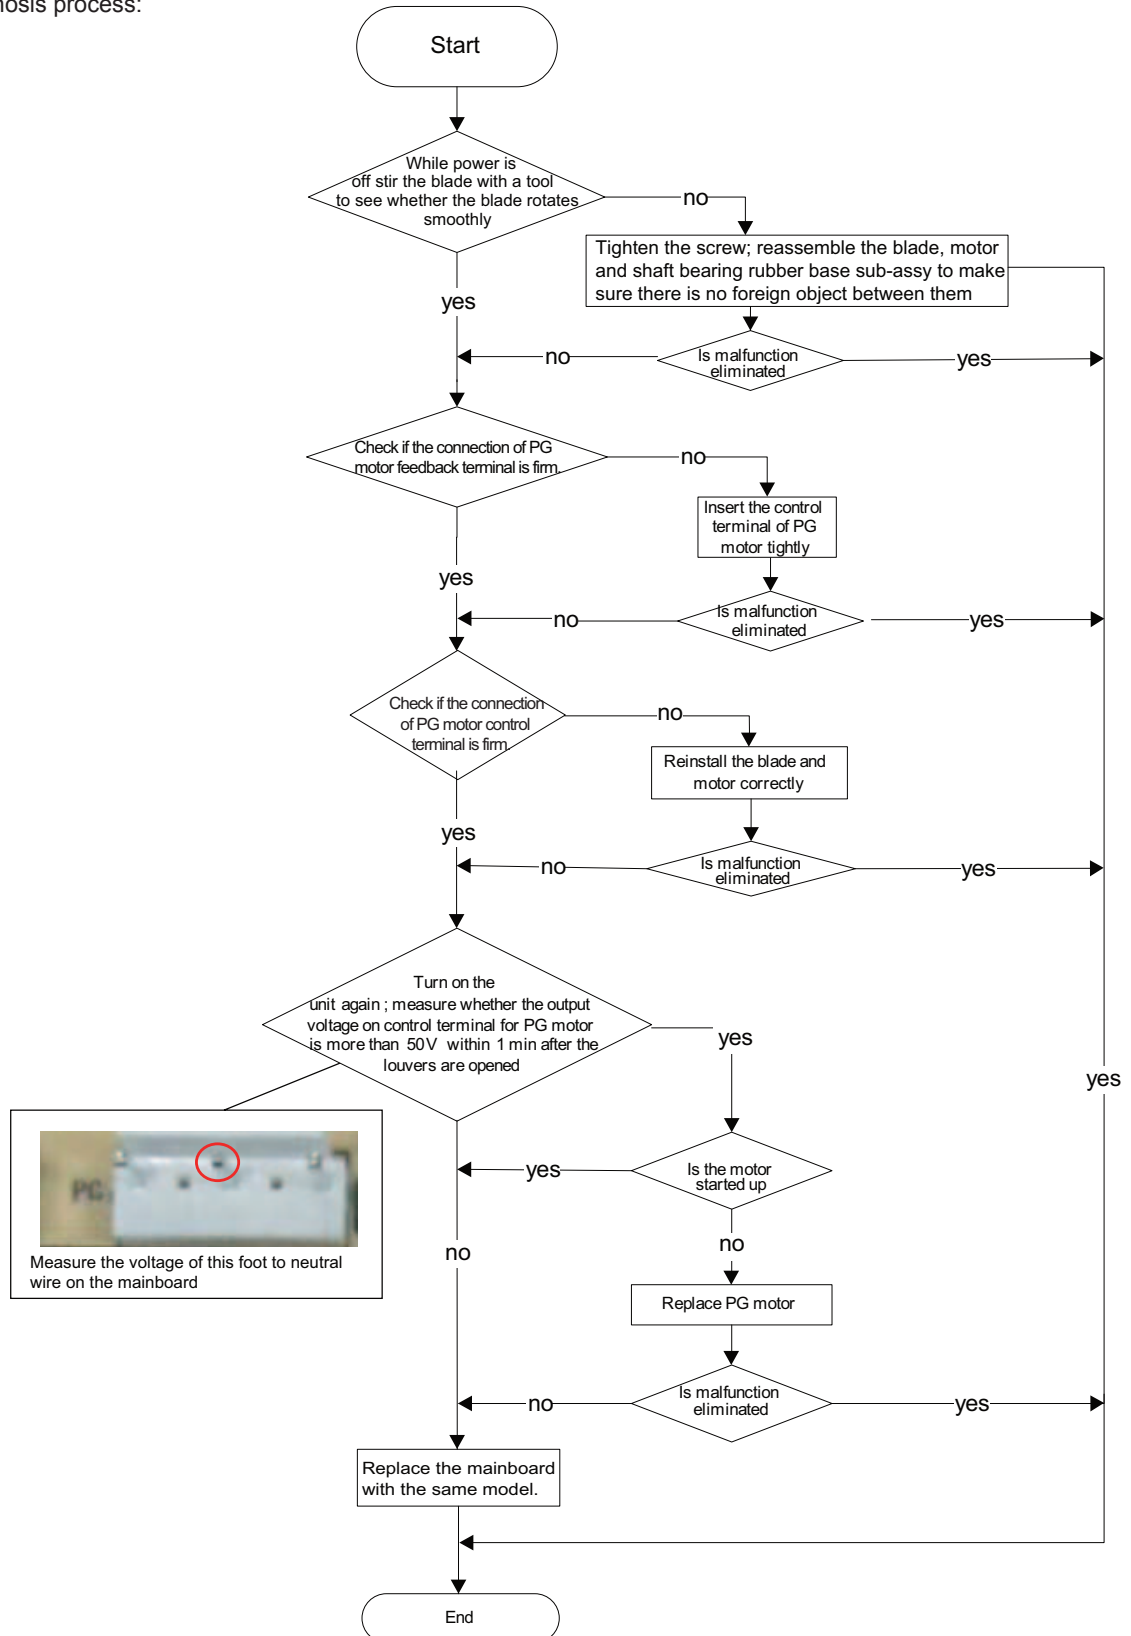 nosis process:
Start
While power is
off stir the blade with a tool
to see whether the blade rotates
smoothly
no
Tighten the screw; reassemble the blade, motor
and shaft bearing rubber base sub-assy to make
sure there is no foreign object between them
yes
Is malfunction
eliminated
no
yes
Check if the connection of PG
motor feedback terminal is firm.
no
Insert the control
terminal of PG
motor tightly
yes
Is malfunction
eliminated
no
yes
Check if the connection
of PG motor control
terminal is firm.
no
Reinstall the blade and
motor correctly
yes
Is malfunction
eliminated
no
yes
Turn on the
unit again ; measure whether the output
voltage on control terminal for PG motor
is more than 50V within 1 min after the
louvers are opened
yes
yes
PG
Measure the voltage of this foot to neutral
wire on the mainboard
Is the motor
started up
yes
no
no
Replace PG motor
Is malfunction
eliminated
no
yes
Replace the mainboard
with the same model.
End